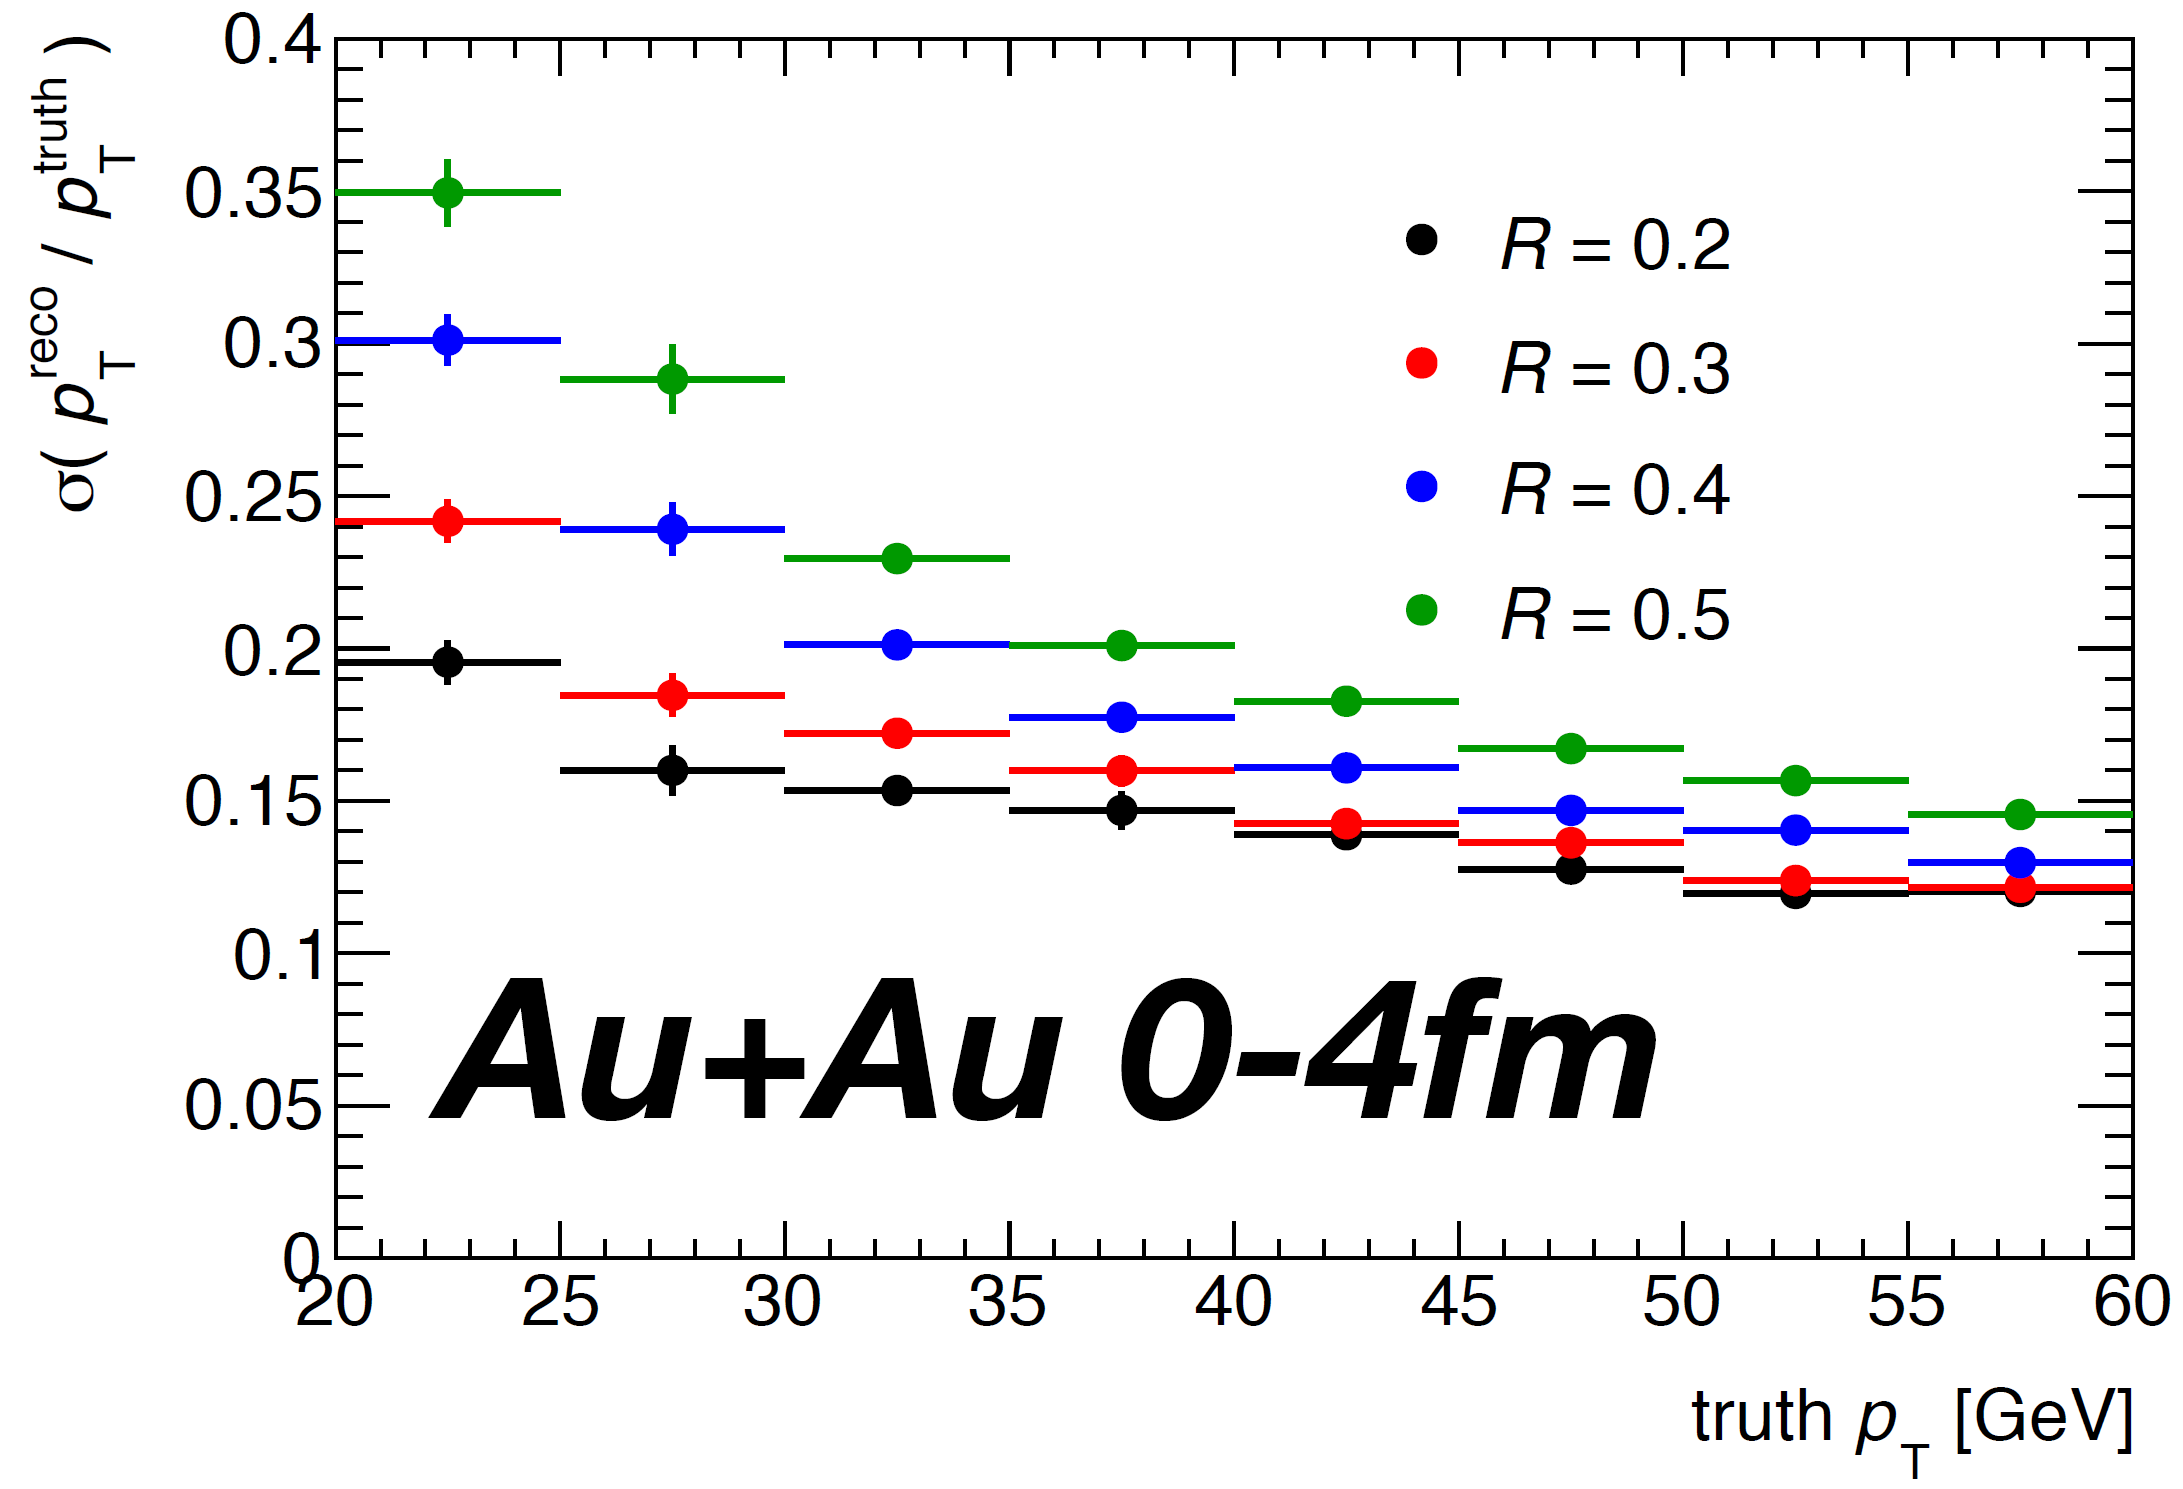 σ( p_T^reco / p_T^truth )
0.4
0.35
0.3
0.25
0.2
0.15
0.1
0.05
0
R = 0.2
R = 0.3
R = 0.4
R = 0.5
Au+Au 0-4fm
20 25 30 35 40 45 50 55 60
truth p_T [GeV]